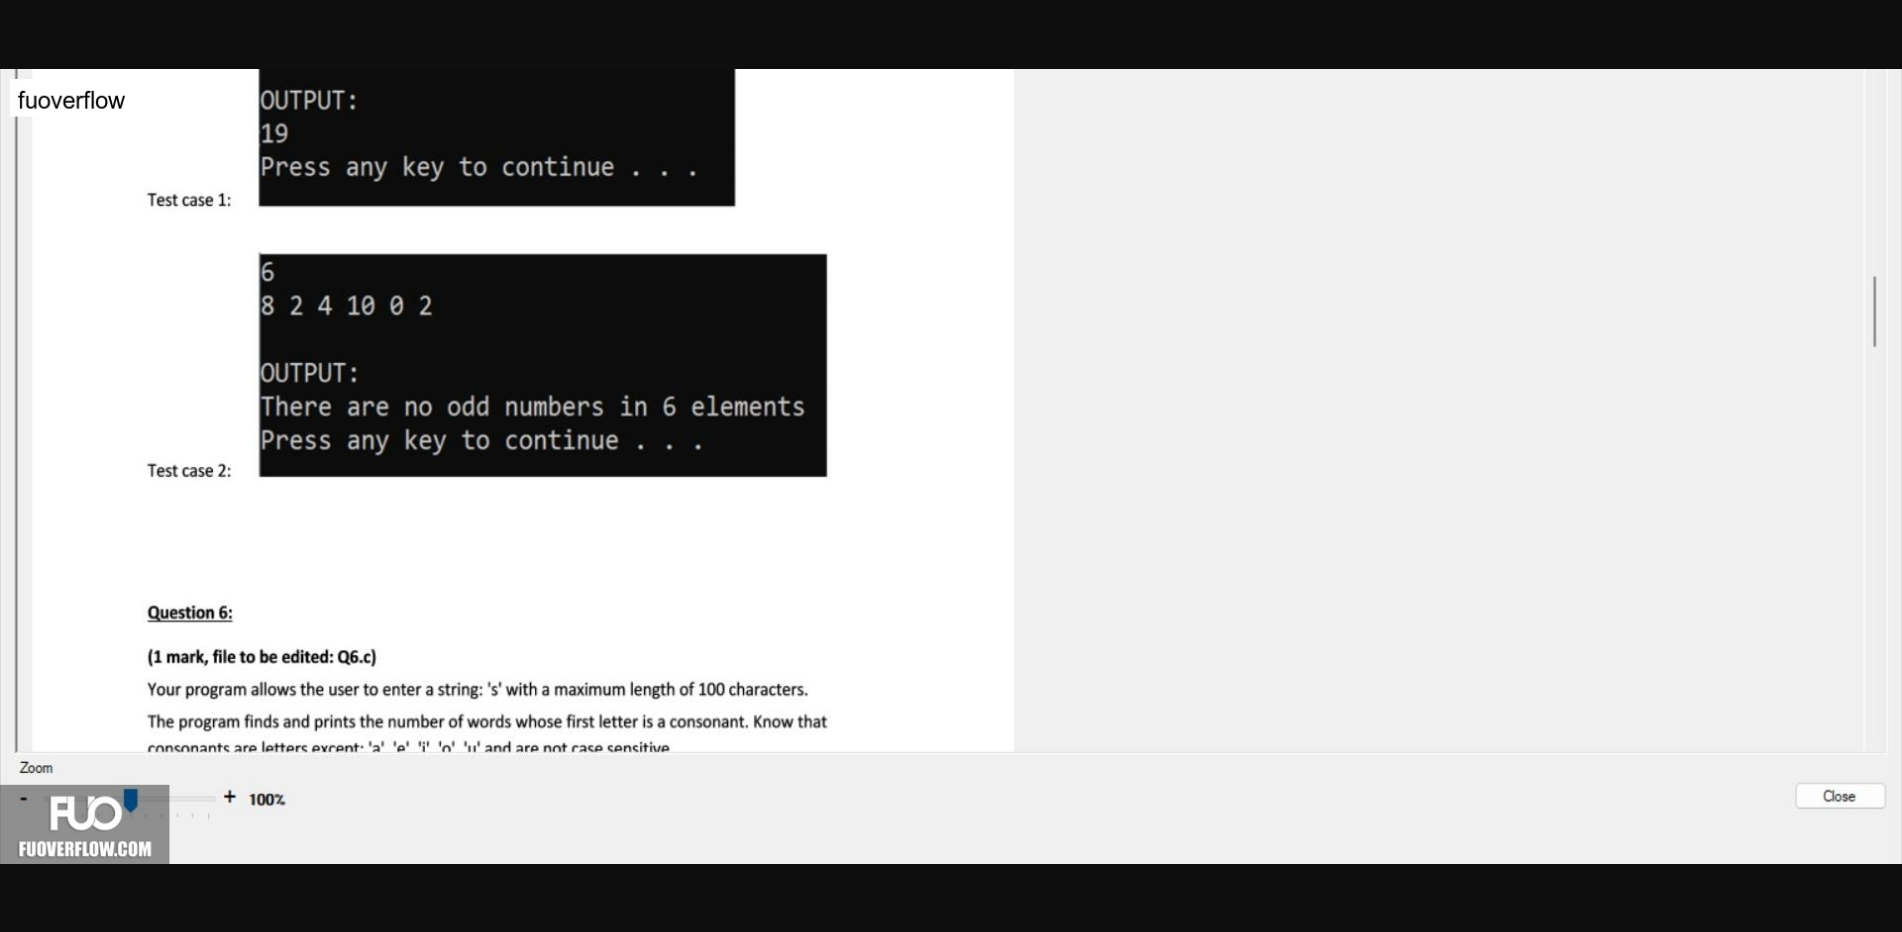 fuoverflow
OUTPUT:
19
Press any key to continue . . .
Test case 1:
6
8 2 4 10 0 2
OUTPUT:
There are no odd numbers in 6 elements
Press any key to continue . . .
Test case 2:
Question 6:
(1 mark, file to be edited: Q6.c)
Your program allows the user to enter a string: 's' with a maximum length of 100 characters.
The program finds and prints the number of words whose first letter is a consonant. Know that
consonants are letters except: 'a', 'e', 'i', 'o', 'u' and are not case sensitive
Zoom
- + 100%
Close
FUO
FUOVERFLOW.COM